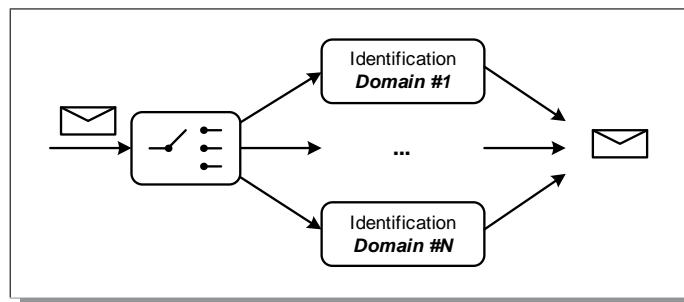 Identification
Domain #1
...
Identification
Domain #N